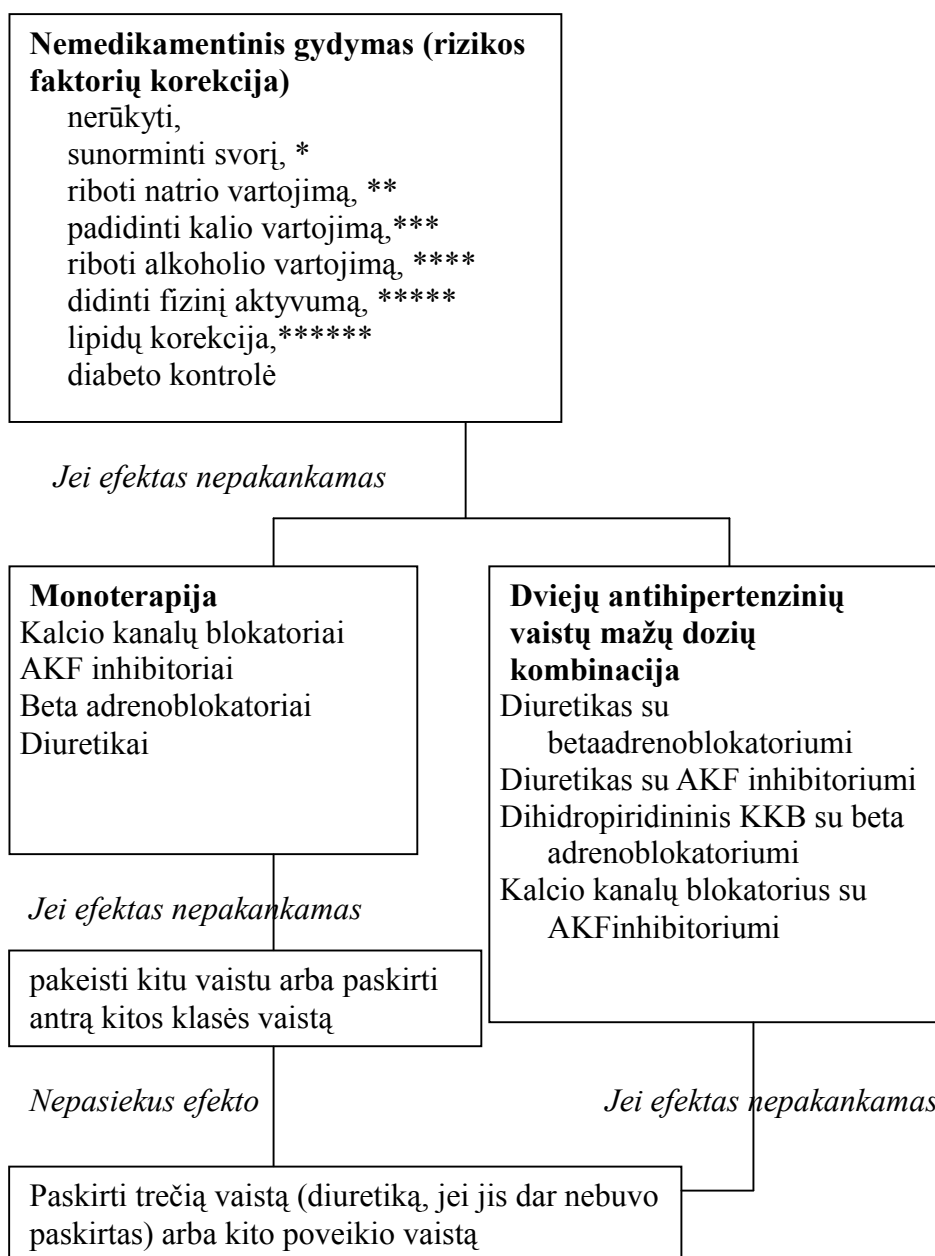 Nemedikamentinis gydymas (rizikos
faktorių korekcija)
nerūkyti,
sunorminti svorį, *
riboti natrio vartojimą, **
padidinti kalio vartojimą,***
riboti alkoholio vartojimą, ****
didinti fizinį aktyvumą, *****
lipidų korekcija,******
diabeto kontrolė
Jei efektas nepakankamas
Monoterapija
Kalcio kanalų blokatoriai
AKF inhibitoriai
Beta adrenoblokatoriai
Diuretikai
Dviejų antihipertenzinių
vaistų mažų dozių
kombinacija
Diuretikas su
betaadrenoblokatoriumi
Diuretikas su AKF inhibitoriumi
Dihidropiridininis KKB su beta
adrenoblokatoriumi
Kalcio kanalų blokatorius su
AKFinhibitoriumi
Jei efektas nepakankamas
pakeisti kitu vaistu arba paskirti
antrą kitos klasės vaistą
Nepasiekus efekto
Jei efektas nepakankamas
Paskirti trečią vaistą (diuretiką, jei jis dar nebuvo
paskirtas) arba kito poveikio vaistą